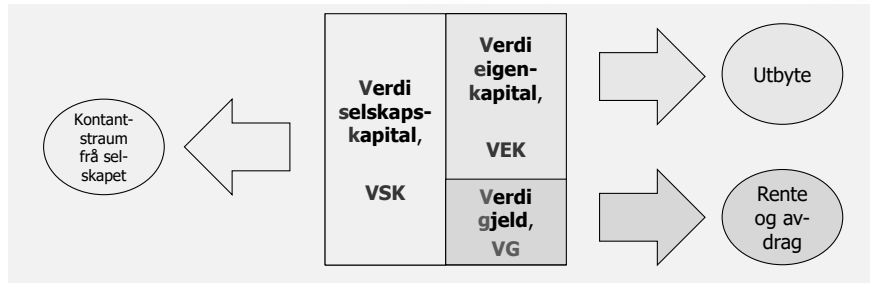 Kontant-
straum
frå sel-
skapet
Verdi
selskaps-
kapital,
VSK
Verdi
eigen-
kapital,
VEK
Verdi
gjeld,
VG
Utbyte
Rente
og av-
drag